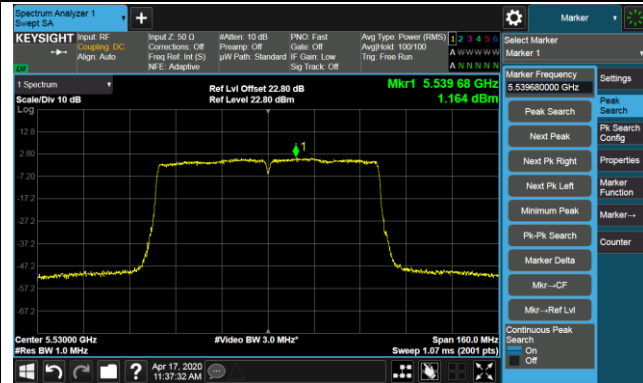 Spectrum Analyzer 1
Swept SA
+
Marker
KEYSIGHT
Input: RF
Coupling: DC
Align: Auto
Input Z: 50 Ω
Corrections: Off
Freq Ref: Int (S)
NFE: Adaptive
#Atten: 10 dB
Preamp: Off
µW Path: Standard
PNO: Fast
Gate: Off
IF Gain: Low
Sig Track: Off
Avg Type: Power (RMS)
Avg|Hold: 100/100
Trig: Free Run
1 2 3 4 5 6
A W W W W W
A N N N N N
Select Marker
Marker 1
1 Spectrum
Scale/Div 10 dB
Log
Ref Lvl Offset 22.80 dB
Ref Level 22.80 dBm
Mkr1 5.539 68 GHz
1.164 dBm
12.8
2.80
-7.20
-17.2
-27.2
-37.2
-47.2
-57.2
-67.2
1
Center 5.53000 GHz
#Res BW 1.0 MHz
#Video BW 3.0 MHz*
Span 160.0 MHz
Sweep 1.07 ms (2001 pts)
Marker Frequency
5.539680000 GHz
Peak Search
Next Peak
Next Pk Right
Next Pk Left
Minimum Peak
Pk-Pk Search
Marker Delta
Mkr→CF
Mkr→Ref Lvl
Continuous Peak
Search
On
Off
Settings
Peak
Search
Pk Search
Config
Properties
Marker
Function
Marker→
Counter
?
Apr 17, 2020
11:37:32 AM